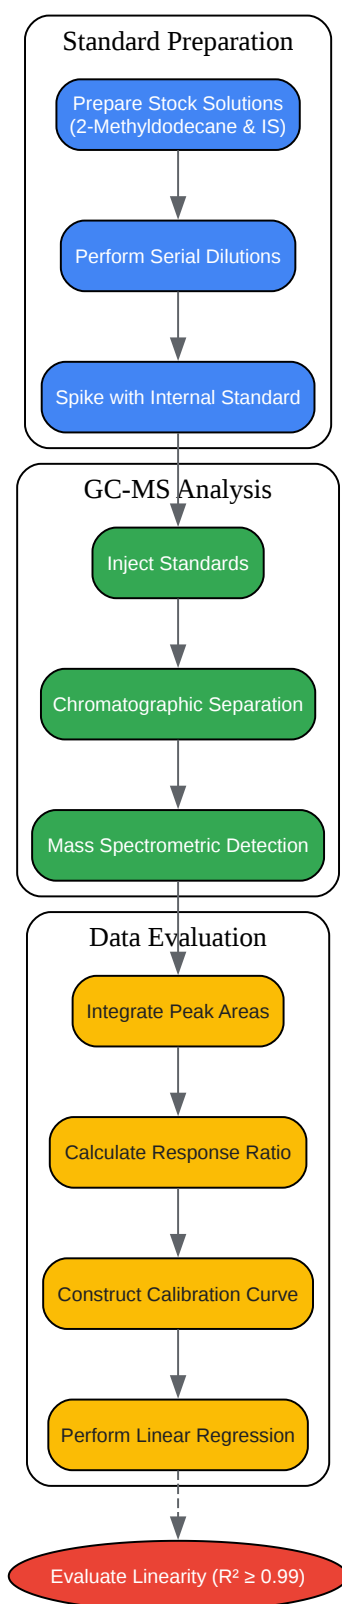 Standard Preparation
Prepare Stock Solutions
(2-Methyldodecane & IS)
Perform Serial Dilutions
Spike with Internal Standard
GC-MS Analysis
Inject Standards
Chromatographic Separation
Mass Spectrometric Detection
Data Evaluation
Integrate Peak Areas
Calculate Response Ratio
Construct Calibration Curve
Perform Linear Regression
Evaluate Linearity (R² ≥ 0.99)